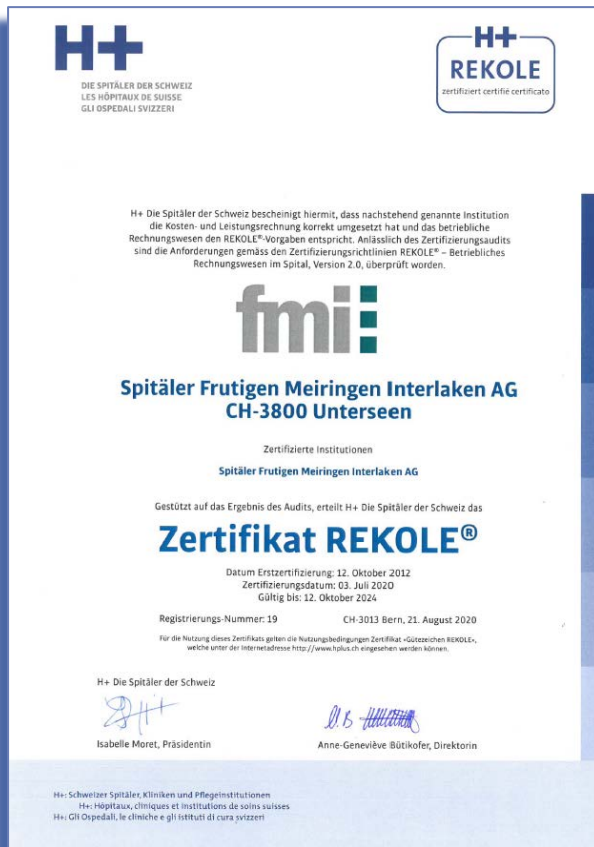 H+
DIE SPITÄLER DER SCHWEIZ
LES HÔPITAUX DE SUISSE
GLI OSPEDALI SVIZZERI
H+
REKOLE
zertifiziert certifié certificato
H+ Die Spitäler der Schweiz bescheinigt hiermit, dass nachstehend genannte Institution
die Kosten- und Leistungsrechnung korrekt umgesetzt hat und das betriebliche
Rechnungswesen den REKOLE®-Vorgaben entspricht. Anlässlich des Zertifizierungsaudits
sind die Anforderungen gemäss den Zertifizierungsrichtlinien REKOLE® – Betriebliches
Rechnungswesen im Spital, Version 2.0, überprüft worden.
fmi
Spitäler Frutigen Meiringen Interlaken AG
CH-3800 Unterseen
Zertifizierte Institutionen
Spitäler Frutigen Meiringen Interlaken AG
Gestützt auf das Ergebnis des Audits, erteilt H+ Die Spitäler der Schweiz das
Zertifikat REKOLE®
Datum Erstzertifizierung: 12. Oktober 2012
Zertifizierungsdatum: 03. Juli 2020
Gültig bis: 12. Oktober 2024
Registrierungs-Nummer: 19 CH-3013 Bern, 21. August 2020
Für die Nutzung dieses Zertifikats gelten die Nutzungsbedingungen Zertifikat «Gütezeichen REKOLE»,
welche unter der Internetadresse http://www.hplus.ch eingesehen werden können.
H+ Die Spitäler der Schweiz
Isabelle Moret, Präsidentin Anne-Geneviève Bütikofer, Direktorin
H+: Schweizer Spitäler, Kliniken und Pflegeinstitutionen
H+: Hôpitaux, cliniques et institutions de soins suisses
H+: Gli Ospedali, le cliniche e gli istituti di cura svizzeri